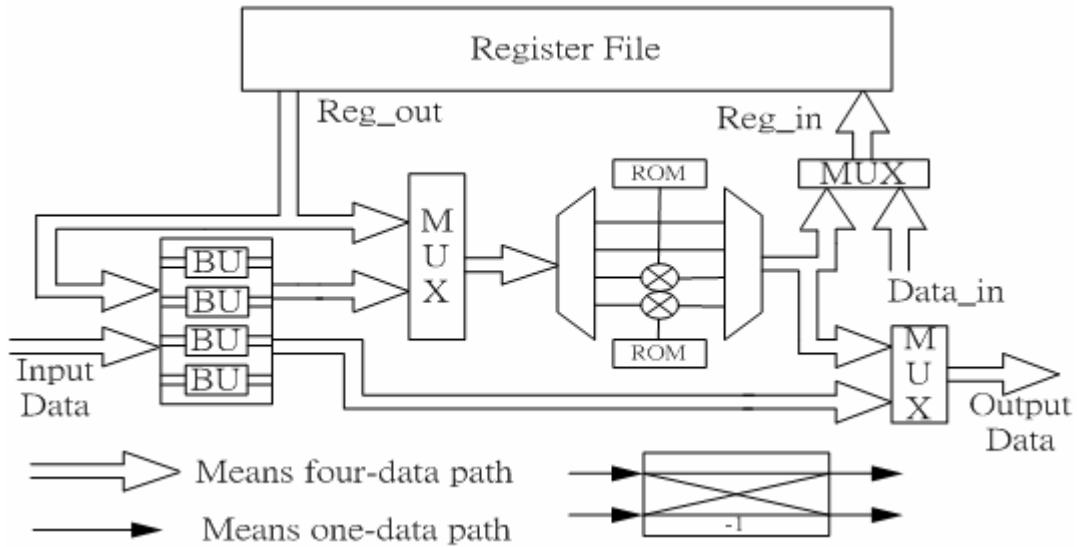 Register File
Reg_out
Reg_in
MUX
ROM
M
U
X
BU
BU
BU
BU
Data_in
Input
Data
ROM
M
U
X
Output
Data
Means four-data path
Means one-data path
-1